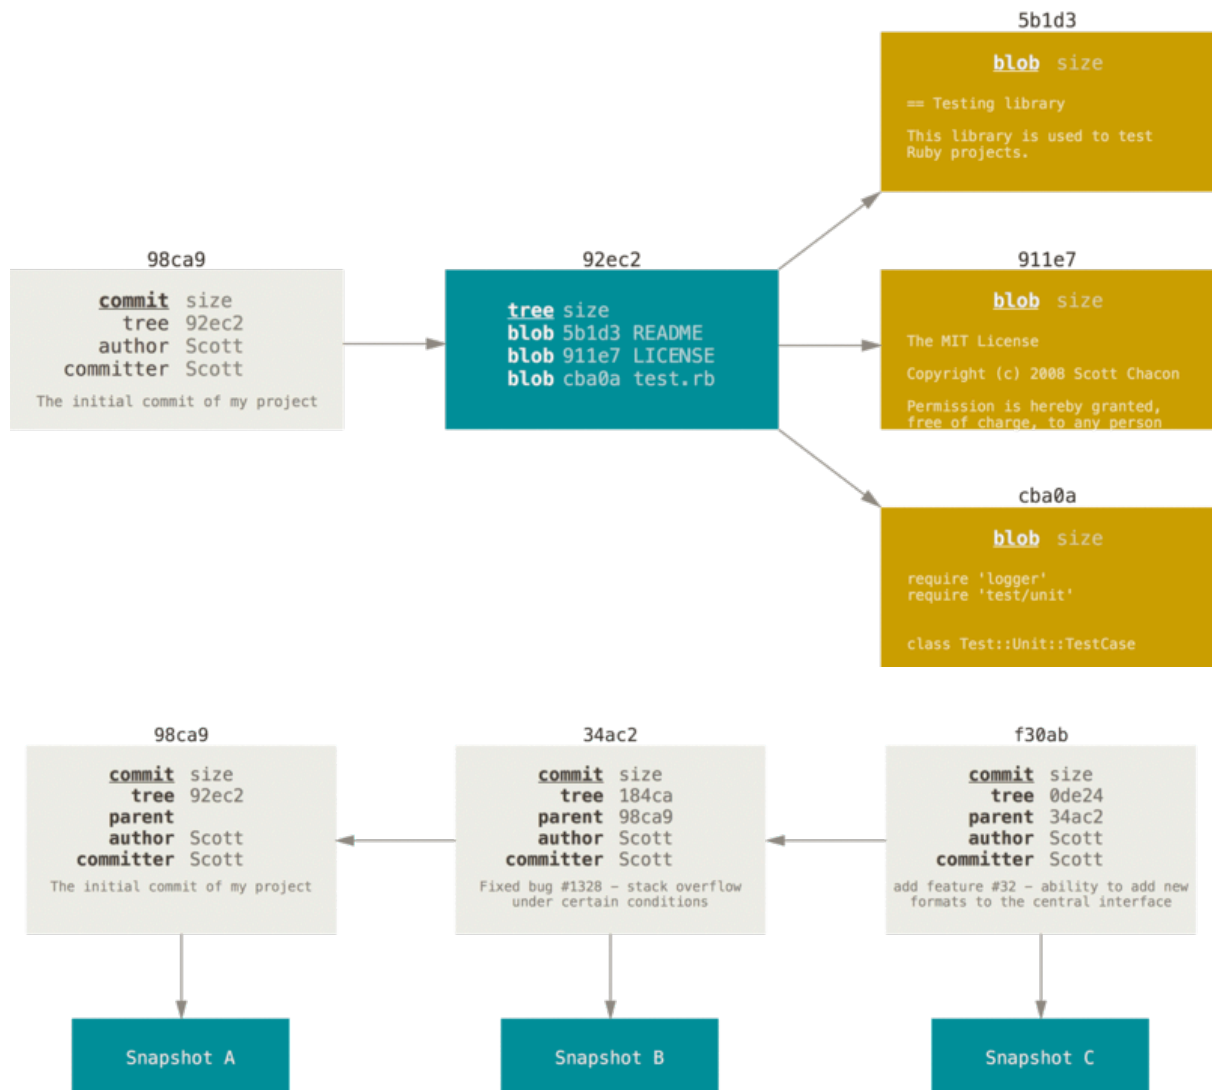 5b1d3
blob size
== Testing library
This library is used to test
Ruby projects.
98ca9
commit size
tree 92ec2
author Scott
committer Scott
The initial commit of my project
92ec2
tree size
blob 5b1d3 README
blob 911e7 LICENSE
blob cba0a test.rb
911e7
blob size
The MIT License
Copyright (c) 2008 Scott Chacon
Permission is hereby granted,
free of charge, to any person
cba0a
blob size
require 'logger'
require 'test/unit'
class Test::Unit::TestCase
98ca9
commit size
tree 92ec2
parent
author Scott
committer Scott
The initial commit of my project
34ac2
commit size
tree 184ca
parent 98ca9
author Scott
committer Scott
Fixed bug #1328 – stack overflow
under certain conditions
f30ab
commit size
tree 0de24
parent 34ac2
author Scott
committer Scott
add feature #32 – ability to add new
formats to the central interface
Snapshot A
Snapshot B
Snapshot C